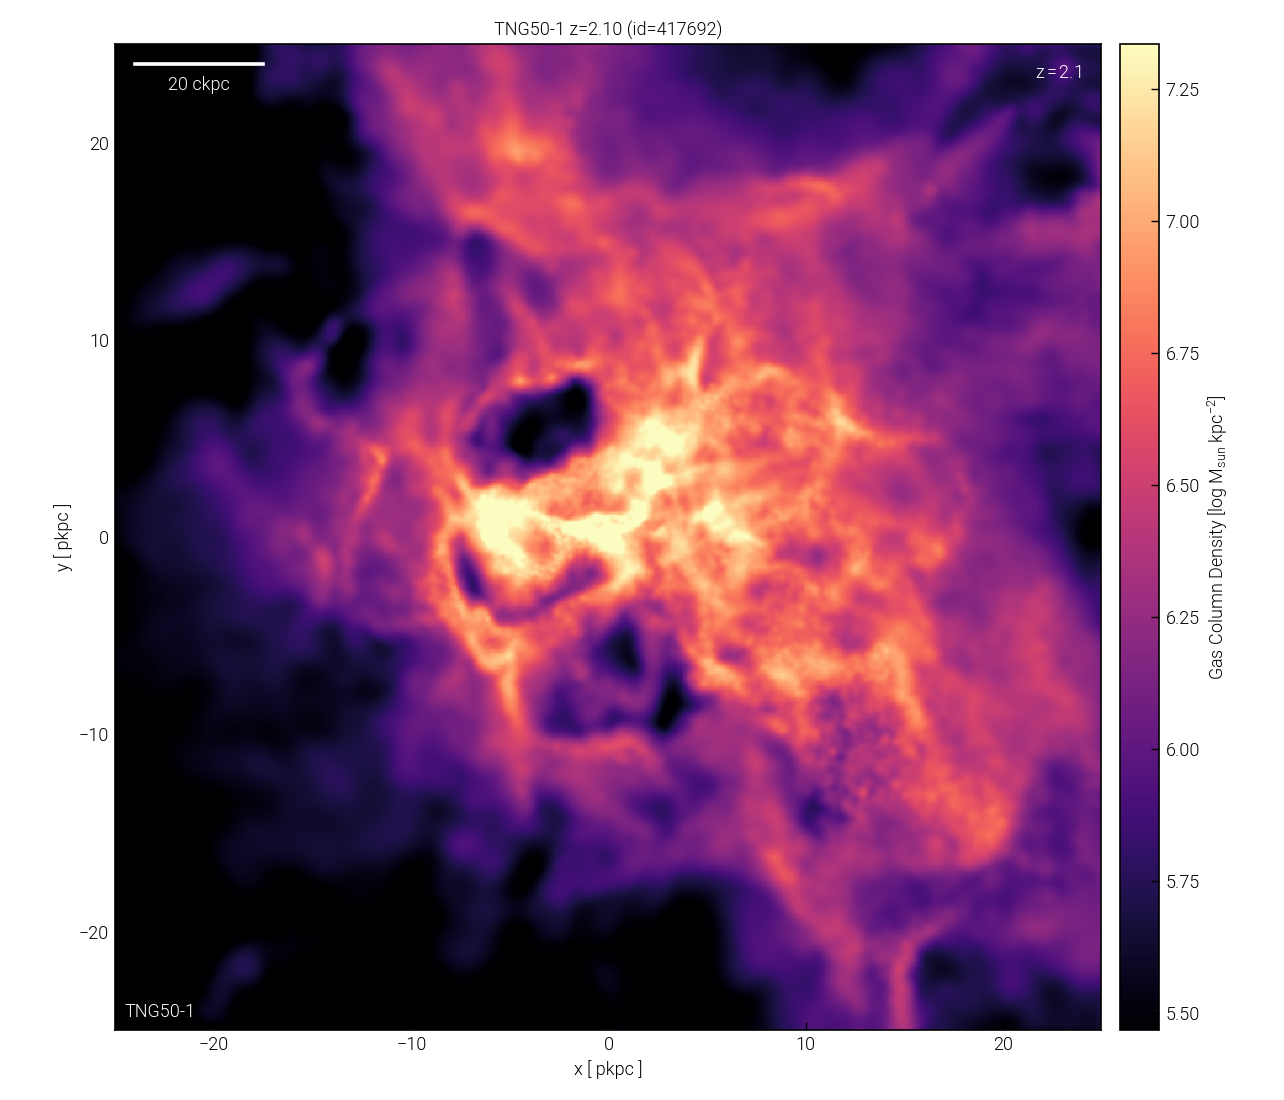 TNG50-1 z=2.10 (id=417692)
20 ckpc
z=2.1
TNG50-1
20
10
0
−10
−20
y [ pkpc ]
−20
−10
0
10
20
x [ pkpc ]
7.25
7.00
6.75
6.50
6.25
6.00
5.75
5.50
Gas Column Density [log M_sun kpc^−2]